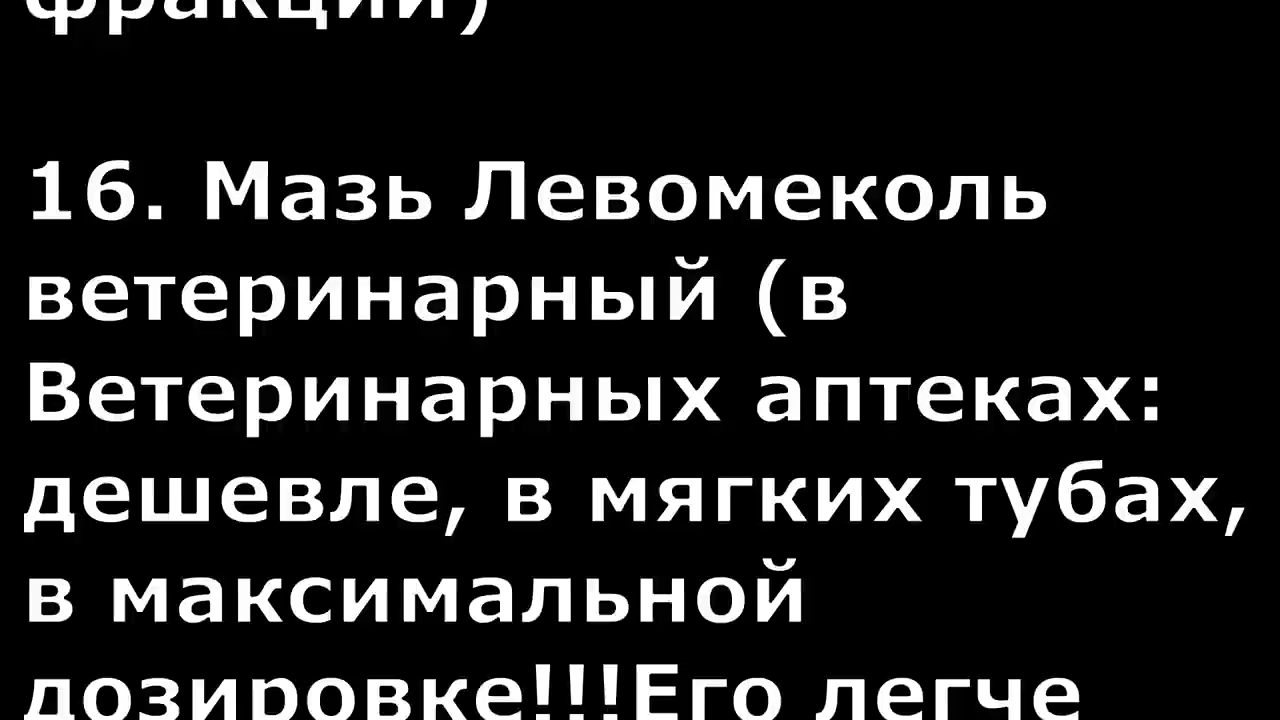 фракции)
16. Мазь Левомеколь
ветеринарный (в
Ветеринарных аптеках:
дешевле, в мягких тубах,
в максимальной
дозировке!!!Его легче